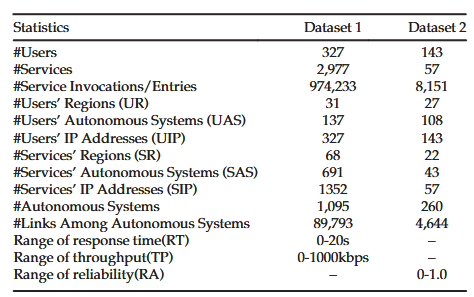 Statistics Dataset 1 Dataset 2
#Users 327 143
#Services 2,977 57
#Service Invocations/Entries 974,233 8,151
#Users' Regions (UR) 31 27
#Users' Autonomous Systems (UAS) 137 108
#Users' IP Addresses (UIP) 327 143
#Services' Regions (SR) 68 22
#Services' Autonomous Systems (SAS) 691 43
#Services' IP Addresses (SIP) 1352 57
#Autonomous Systems 1,095 260
#Links Among Autonomous Systems 89,793 4,644
Range of response time(RT) 0-20s –
Range of throughput(TP) 0-1000kbps –
Range of reliability(RA) – 0-1.0